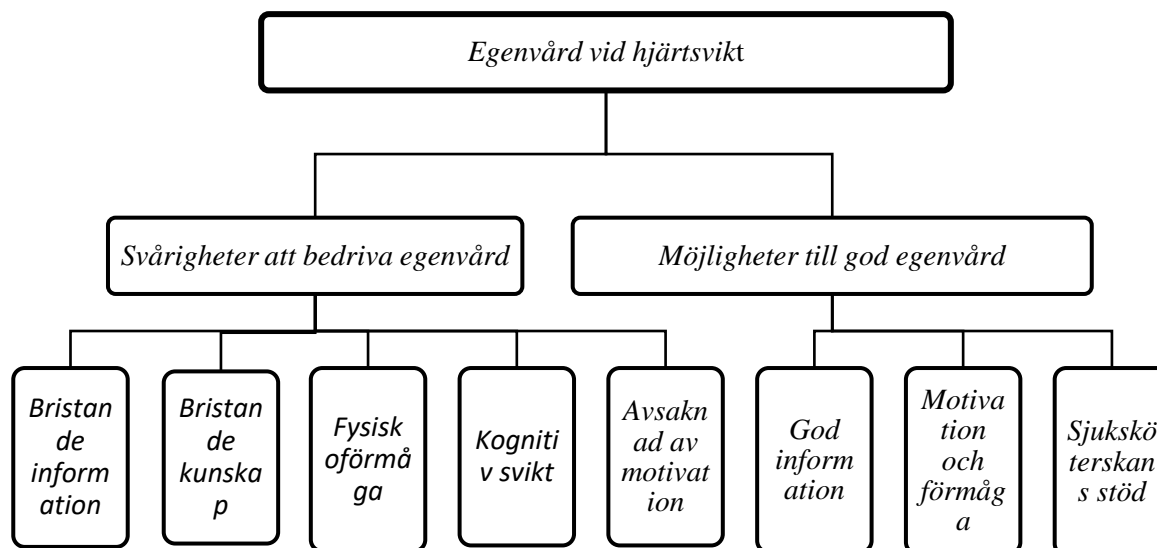 Egenvård vid hjärtsvikt
Svårigheter att bedriva egenvård
Möjligheter till god egenvård
Bristan
de
inform
ation
Bristan
de
kunska
p
Fysisk
oförmå
ga
Kogniti
v svikt
Avsakn
ad av
motivat
ion
God
inform
ation
Motiva
tion
och
förmåg
a
Sjukskö
terskan
s stöd